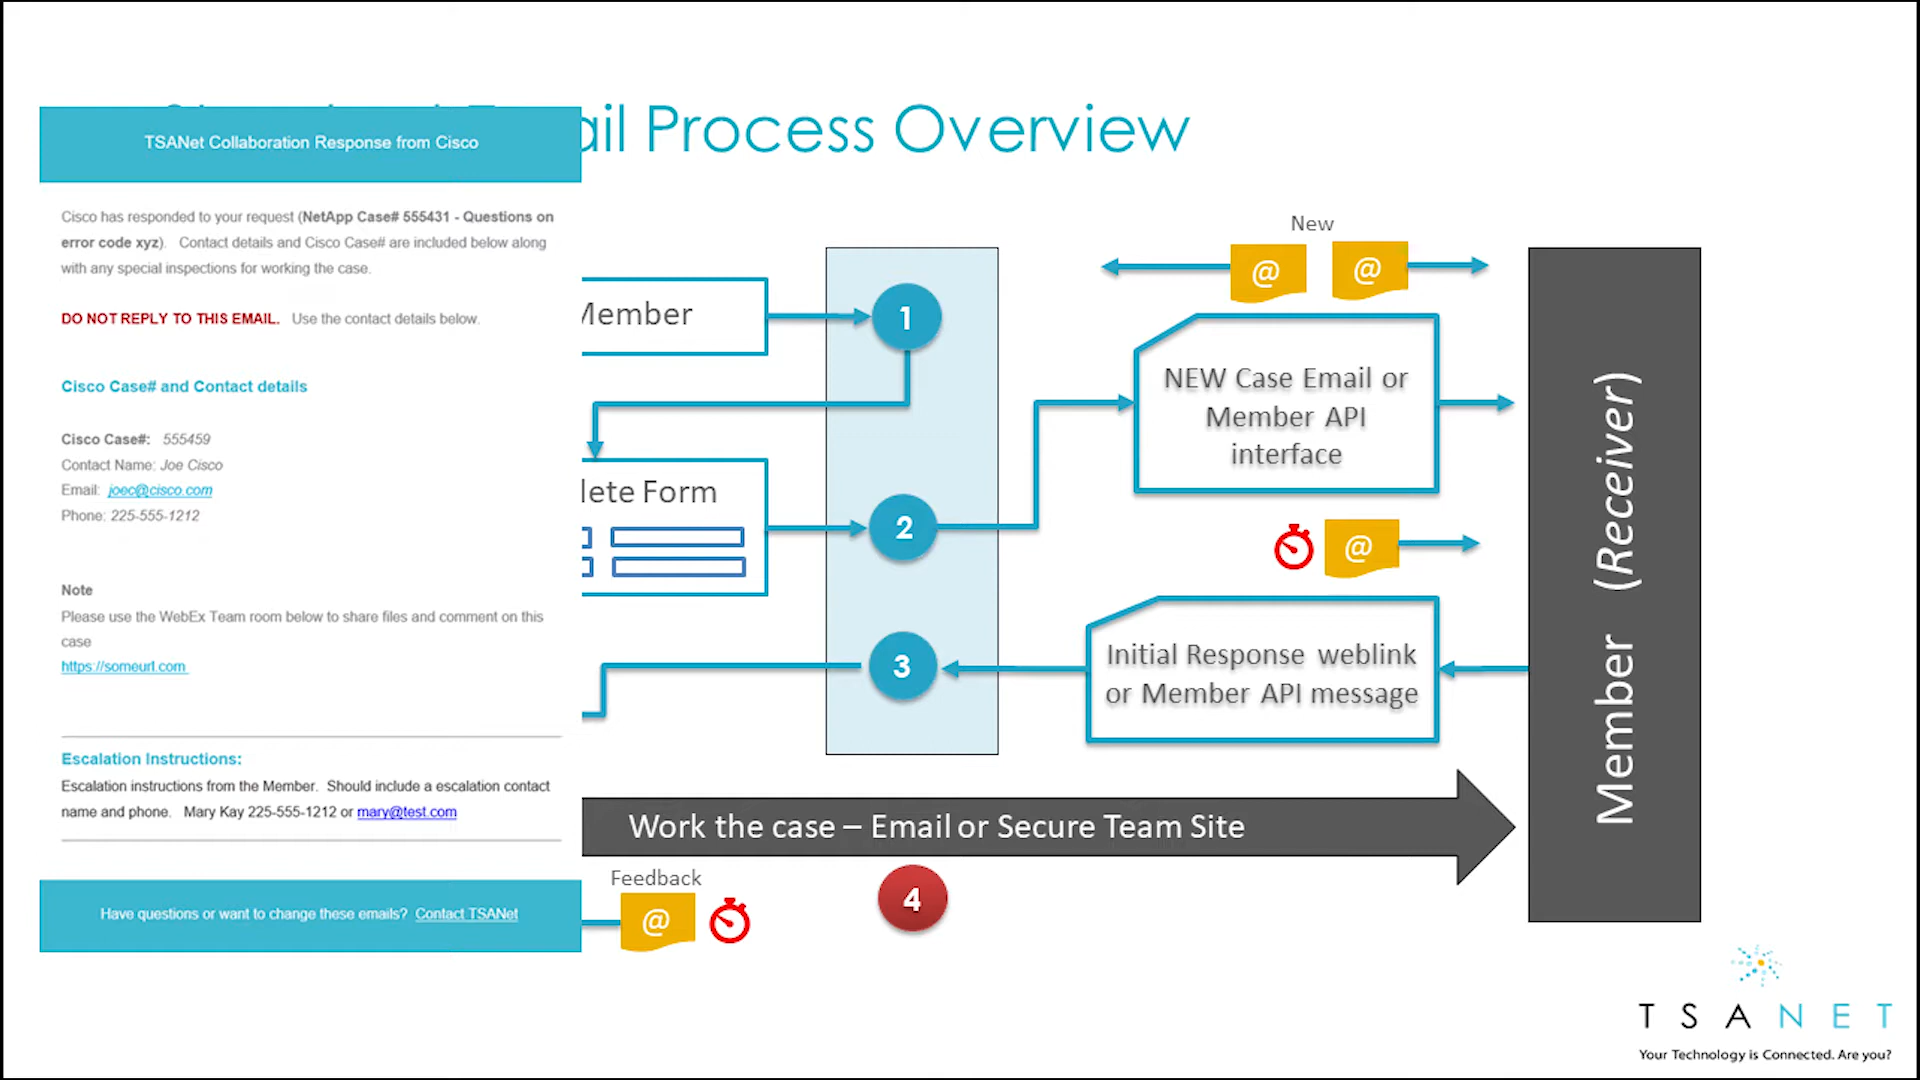 Process Overview
TSANet Collaboration Response from Cisco
Cisco has responded to your request (NetApp Case# 555431 - Questions on
error code xyz). Contact details and Cisco Case# are included below along
with any special inspections for working the case.
DO NOT REPLY TO THIS EMAIL. Use the contact details below.
Cisco Case# and Contact details
Cisco Case#: 555459
Contact Name: Joe Cisco
Email: joec@cisco.com
Phone: 225-555-1212
Note
Please use the WebEx Team room below to share files and comment on this
case
https://someurl.com
Escalation Instructions:
Escalation instructions from the Member. Should include a escalation contact
name and phone. Mary Kay 225-555-1212 or mary@test.com
Have questions or want to change these emails? Contact TSANet
Member
1
lete Form
2
3
New
@ @
NEW Case Email or
Member API
interface
@
Initial Response weblink
or Member API message
Member (Receiver)
Work the case – Email or Secure Team Site
Feedback
@
4
TSANET
Your Technology is Connected. Are you?